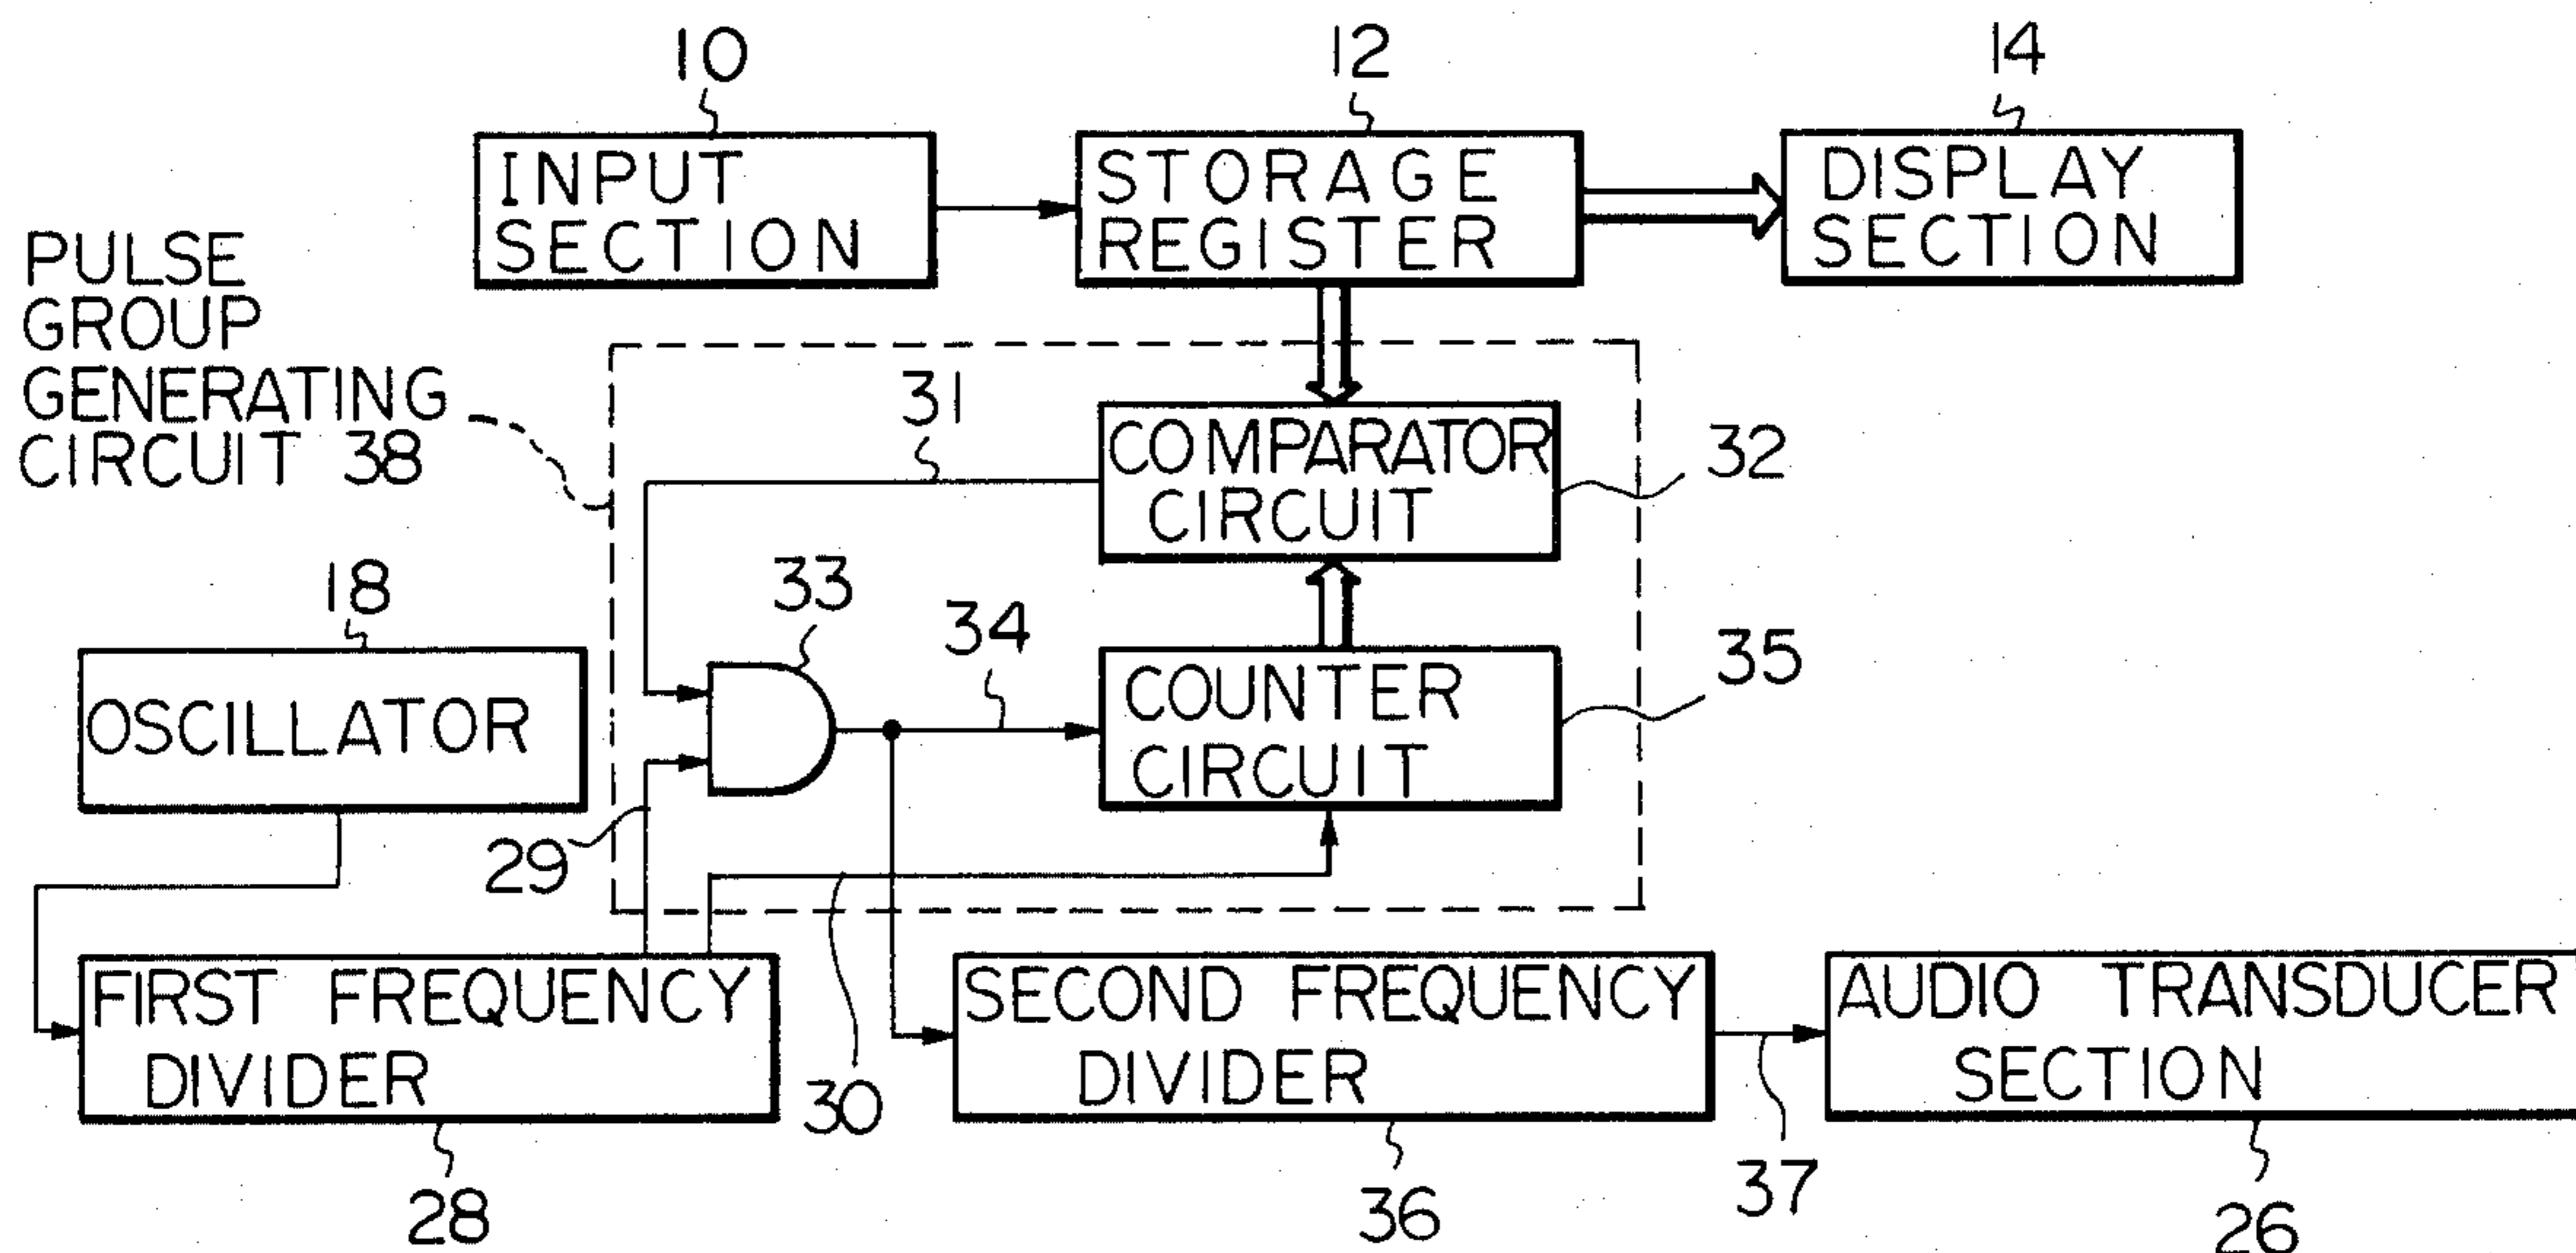 10
12
14
INPUT
SECTION
STORAGE
REGISTER
DISPLAY
SECTION
PULSE
GROUP
GENERATING
CIRCUIT 38
31
COMPARATOR
CIRCUIT
32
18
33
34
35
OSCILLATOR
COUNTER
CIRCUIT
29
FIRST FREQUENCY
DIVIDER
30
SECOND FREQUENCY
DIVIDER
AUDIO TRANSDUCER
SECTION
28
36
37
26